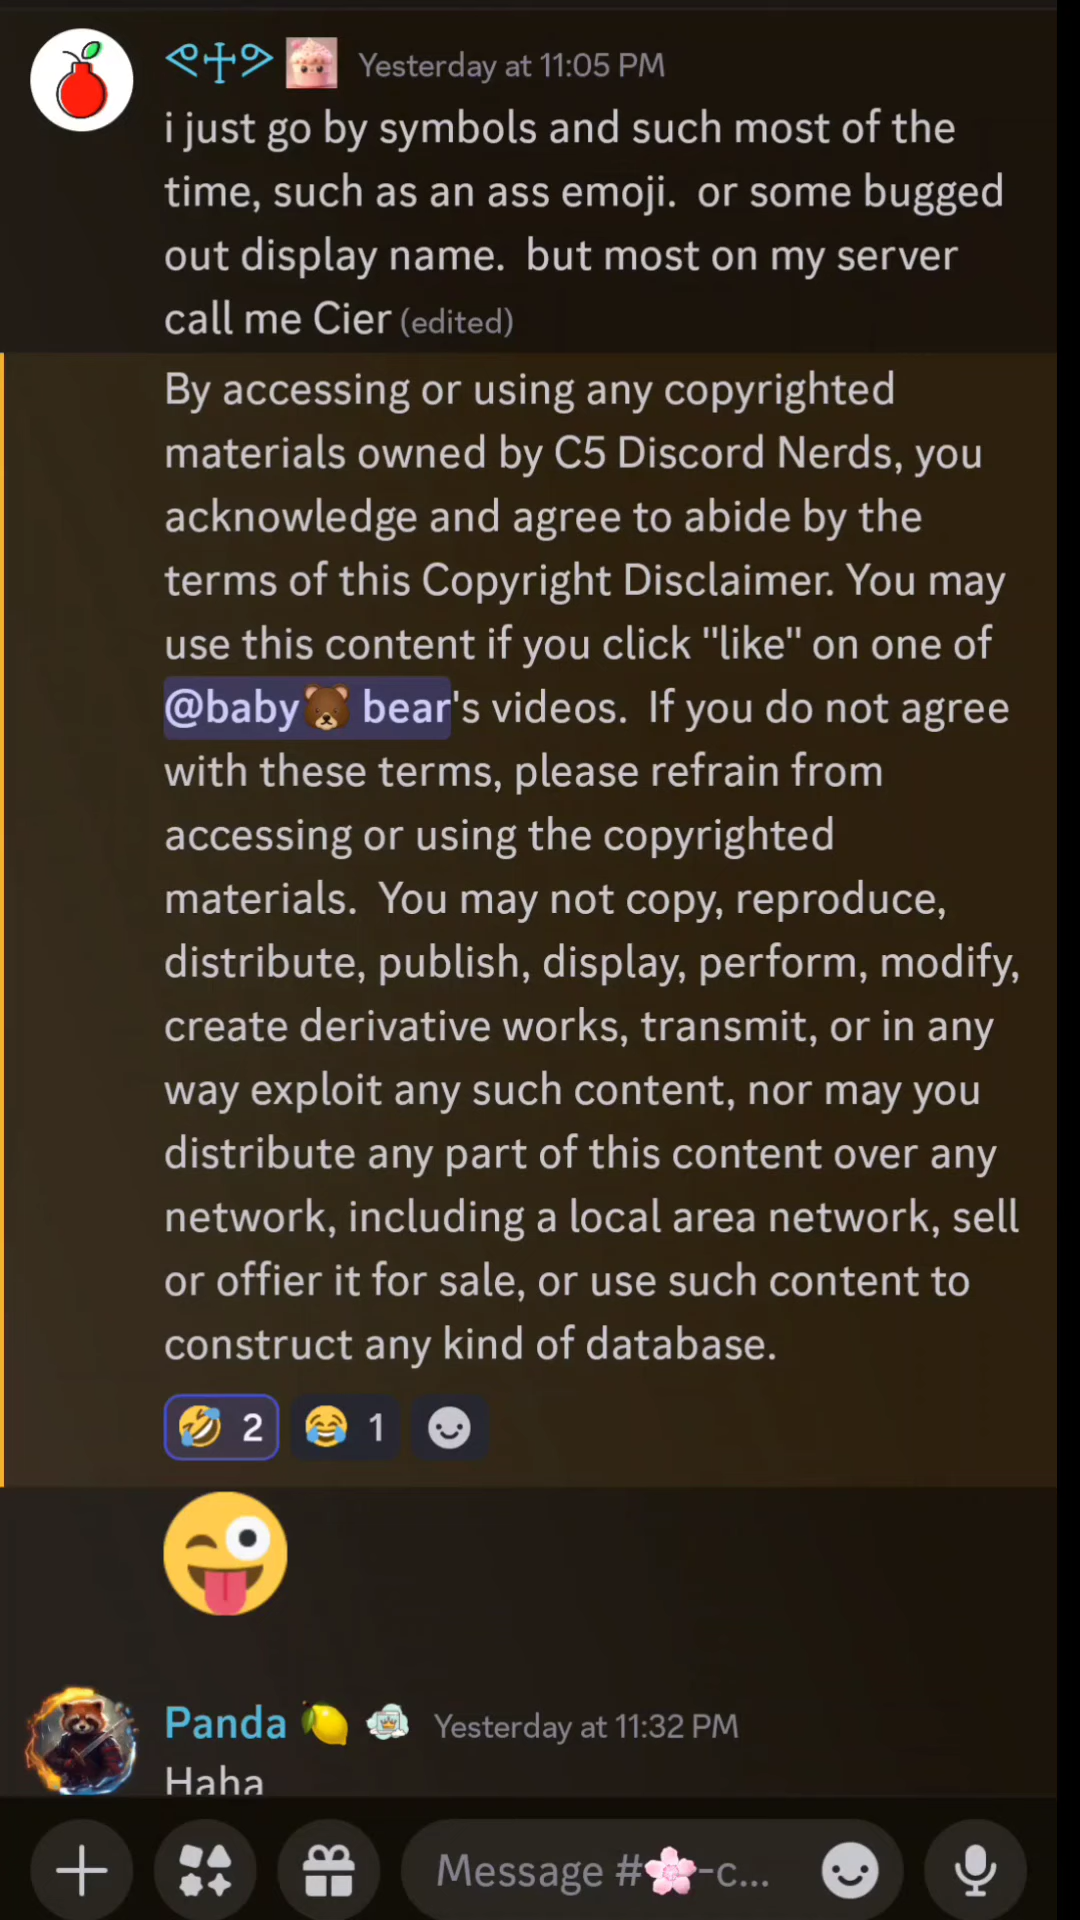 Yesterday at 11:05 PM
i just go by symbols and such most of the
time, such as an ass emoji.  or some bugged
out display name.  but most on my server
call me Cier (edited)
By accessing or using any copyrighted
materials owned by C5 Discord Nerds, you
acknowledge and agree to abide by the
terms of this Copyright Disclaimer. You may
use this content if you click "like" on one of
@baby🐻 bear's videos.  If you do not agree
with these terms, please refrain from
accessing or using the copyrighted
materials.  You may not copy, reproduce,
distribute, publish, display, perform, modify,
create derivative works, transmit, or in any
way exploit any such content, nor may you
distribute any part of this content over any
network, including a local area network, sell
or offier it for sale, or use such content to
construct any kind of database.
🤣 2 😂 1
😜
Panda 🍋 Yesterday at 11:32 PM
Haha
Message #🌸-c...